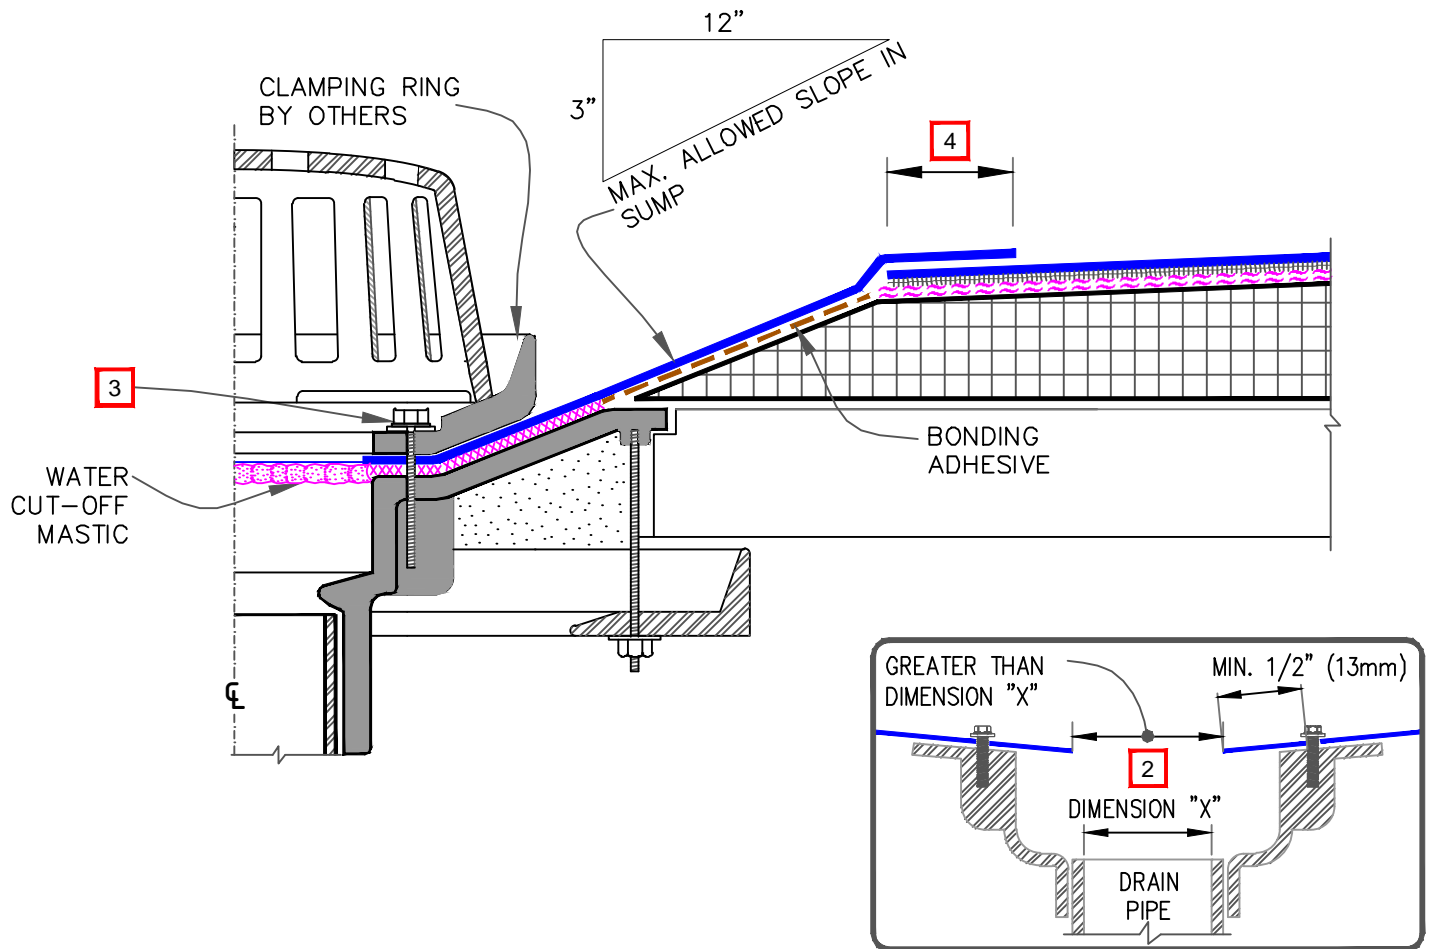 12”
CLAMPING RING
BY OTHERS
3”
MAX. ALLOWED SLOPE IN
SUMP
4
3
WATER
CUT-OFF
MASTIC
BONDING
ADHESIVE
℄
GREATER THAN
DIMENSION ”X”
MIN. 1/2” (13mm)
2
DIMENSION ”X”
DRAIN
PIPE